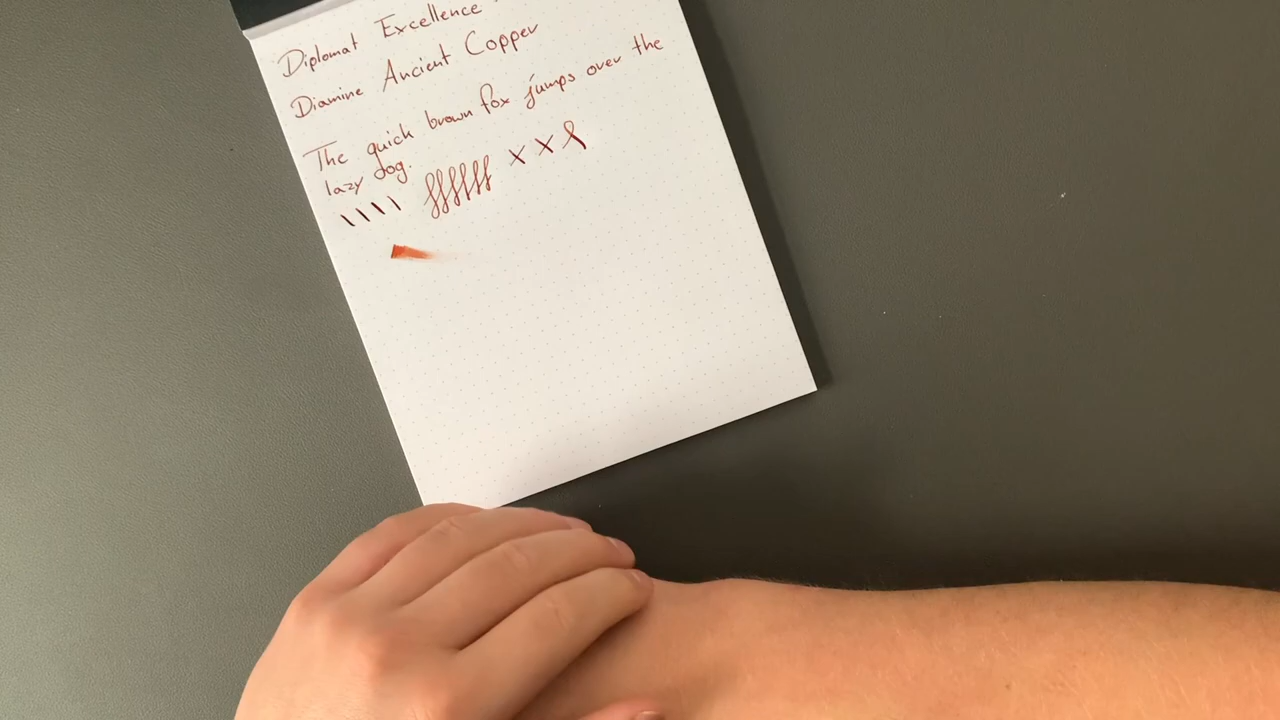 Diplomat Excellence
Diamine Ancient Copper
The quick brown fox jumps over the
lazy dog.
x x